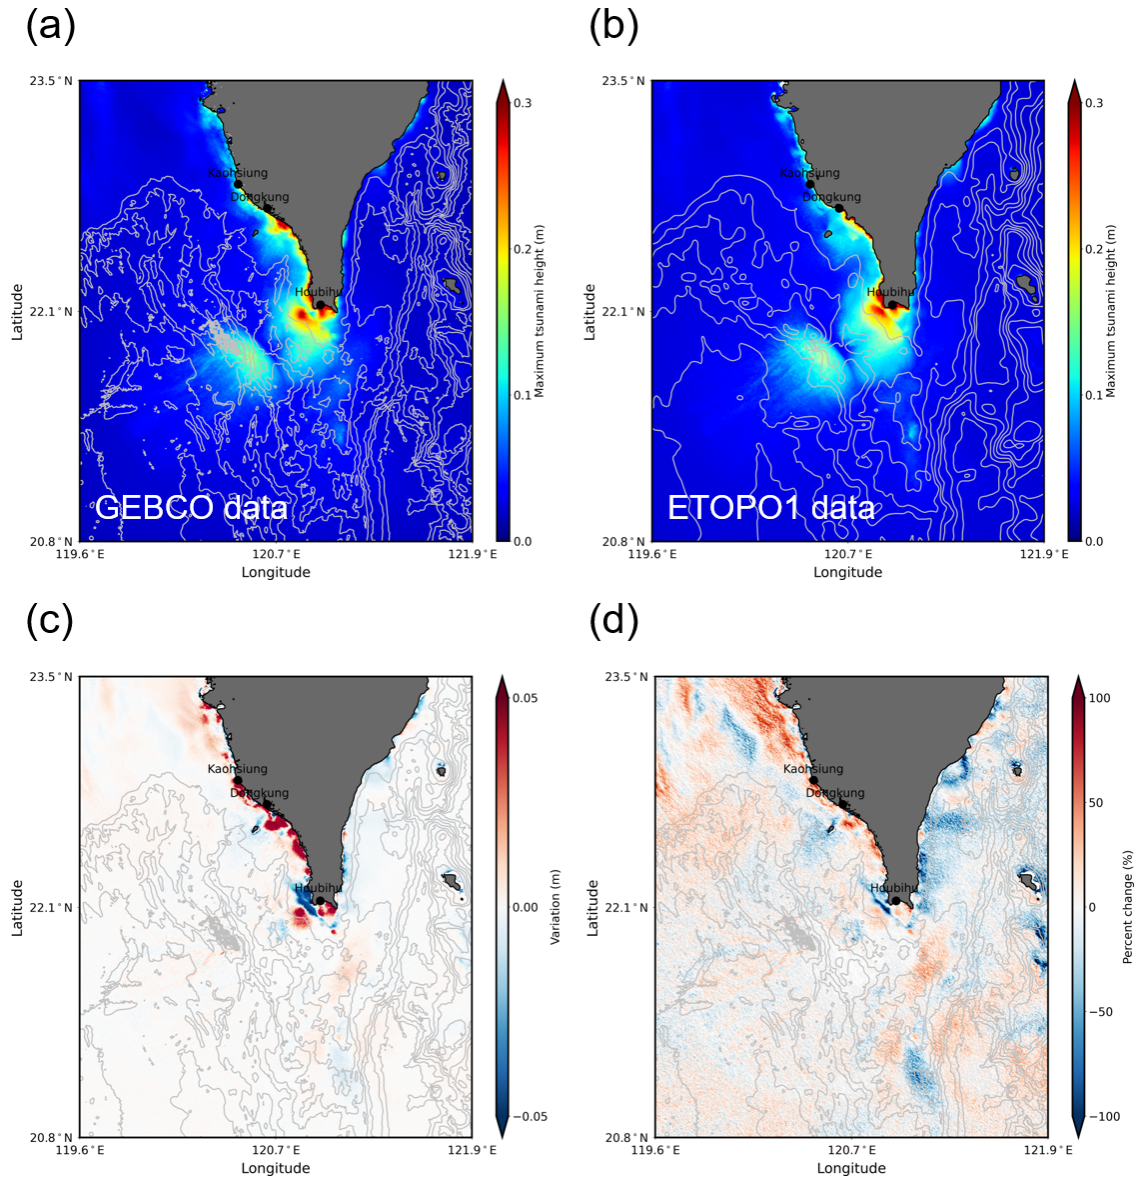 (a)
(b)
23.5°N
22.1°N
20.8°N
Latitude
Kaohsiung
Dongkung
Houbihu
GEBCO data
119.6°E
120.7°E
121.9°E
Longitude
0.3
0.2
0.1
0.0
Maximum tsunami height (m)
23.5°N
22.1°N
20.8°N
Latitude
Kaohsiung
Dongkung
Houbihu
ETOPO1 data
119.6°E
120.7°E
121.9°E
Longitude
0.3
0.2
0.1
0.0
Maximum tsunami height (m)
(c)
(d)
23.5°N
22.1°N
20.8°N
Latitude
Kaohsiung
Dongkung
Houbihu
119.6°E
120.7°E
121.9°E
Longitude
0.05
0.00
−0.05
Variation (m)
23.5°N
22.1°N
20.8°N
Latitude
Kaohsiung
Dongkung
Houbihu
119.6°E
120.7°E
121.9°E
Longitude
100
50
0
−50
−100
Percent change (%)